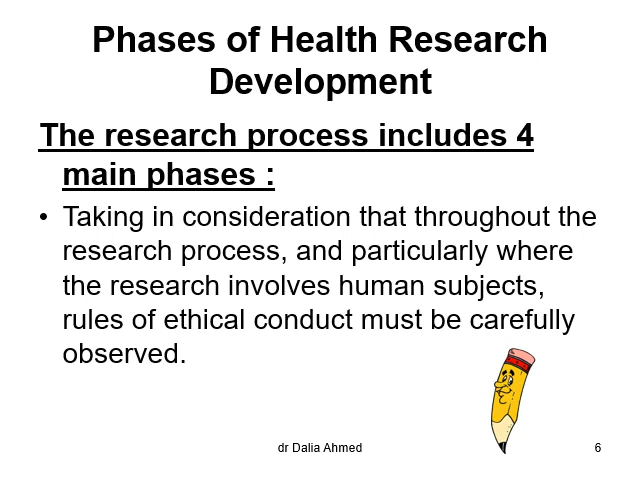 Phases of Health Research
Development
The research process includes 4
main phases :
• Taking in consideration that throughout the
research process, and particularly where
the research involves human subjects,
rules of ethical conduct must be carefully
observed.
dr Dalia Ahmed
6